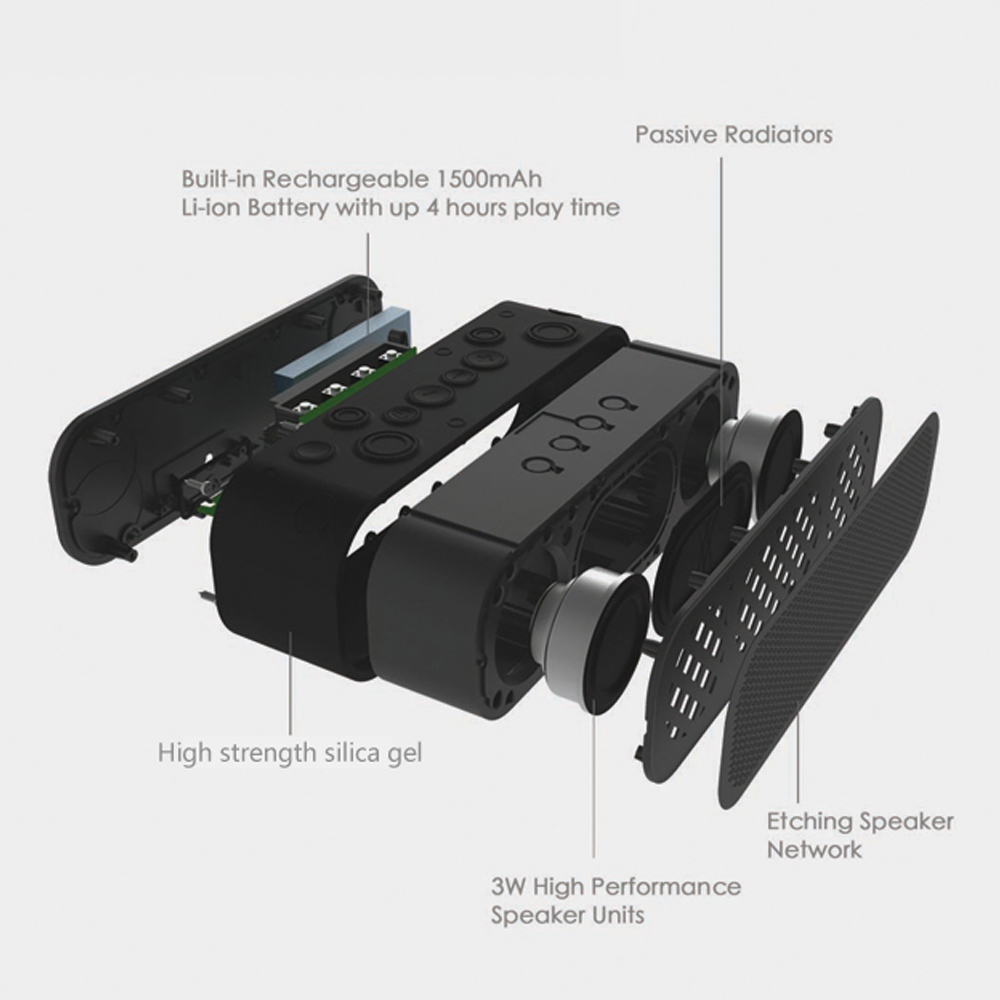 Passive Radiators
Built-in Rechargeable 1500mAh
Li-ion Battery with up 4 hours play time
High strength silica gel
Etching Speaker
Network
3W High Performance
Speaker Units